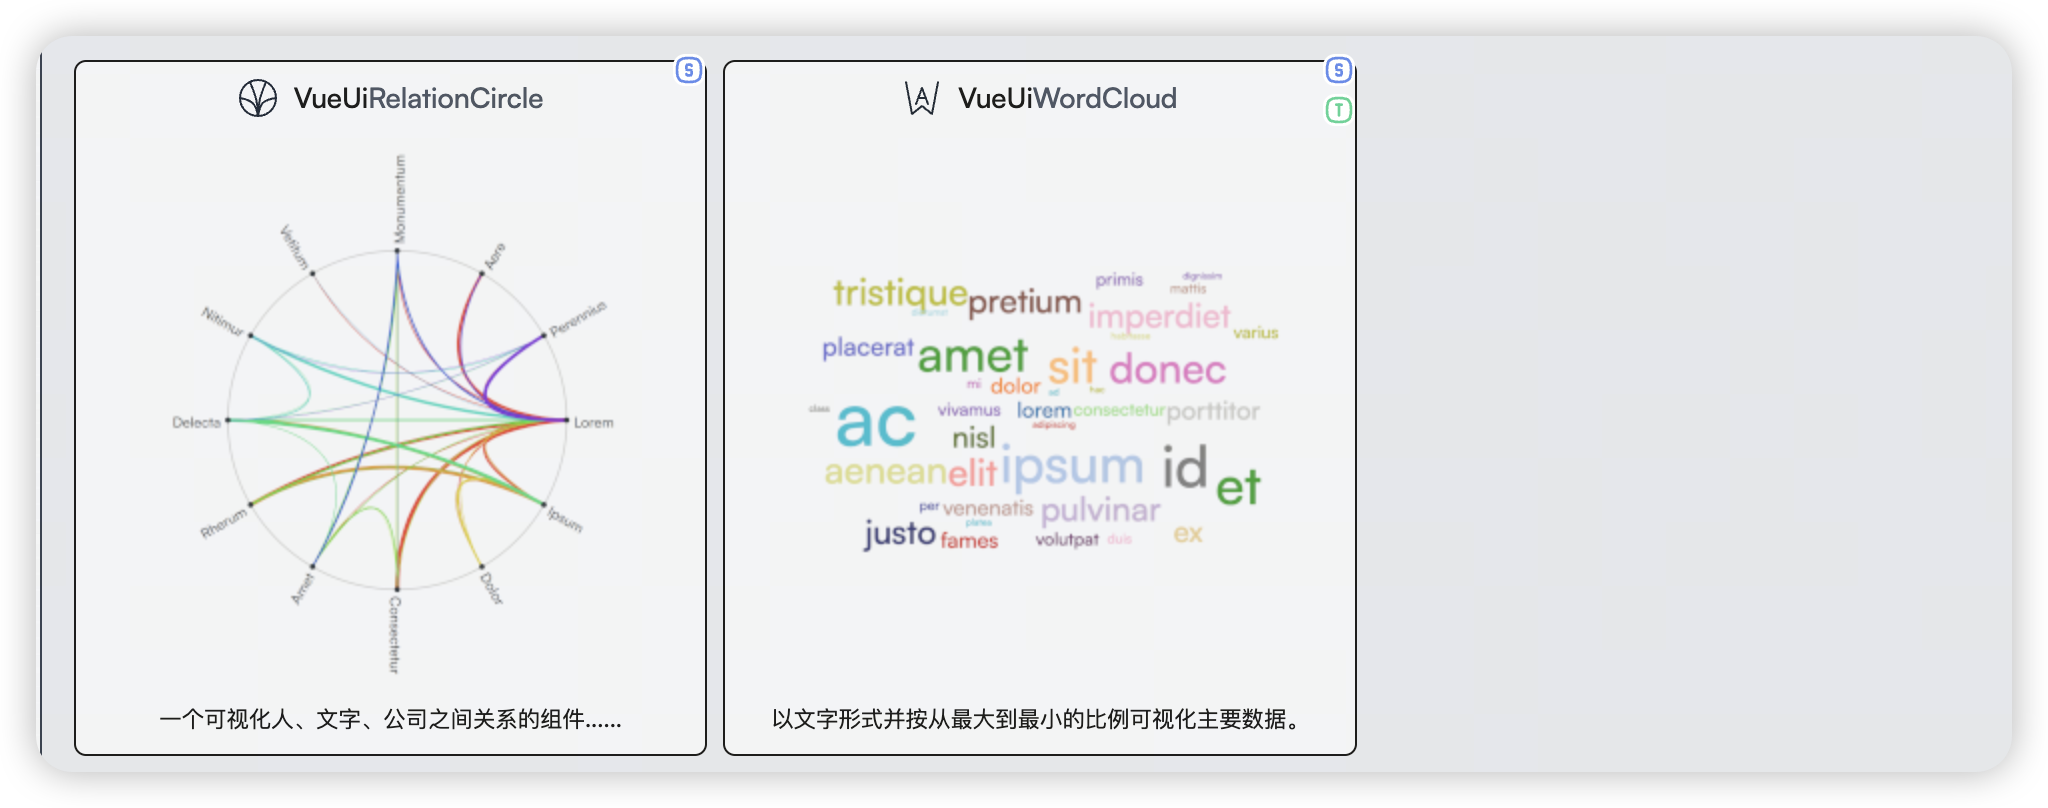 VueUiRelationCircle
S
Monumentum
Vetitum
Aere
Nitimur
Perennius
Delecta
Lorem
Rherum
Ipsum
Amet
Dolor
Consectetur
一个可视化人、文字、公司之间关系的组件......
VueUiWordCloud
S
T
tristique pretium primis dignissim
mattis
imperdiet
varius
placerat amet sit donec
mi dolor ad hac
class ac vivamus lorem consectetur porttitor
adipiscing
nisl
aenean elit ipsum id et
per venenatis pulvinar
platea
justo fames volutpat duis ex
以文字形式并按从最大到最小的比例可视化主要数据。